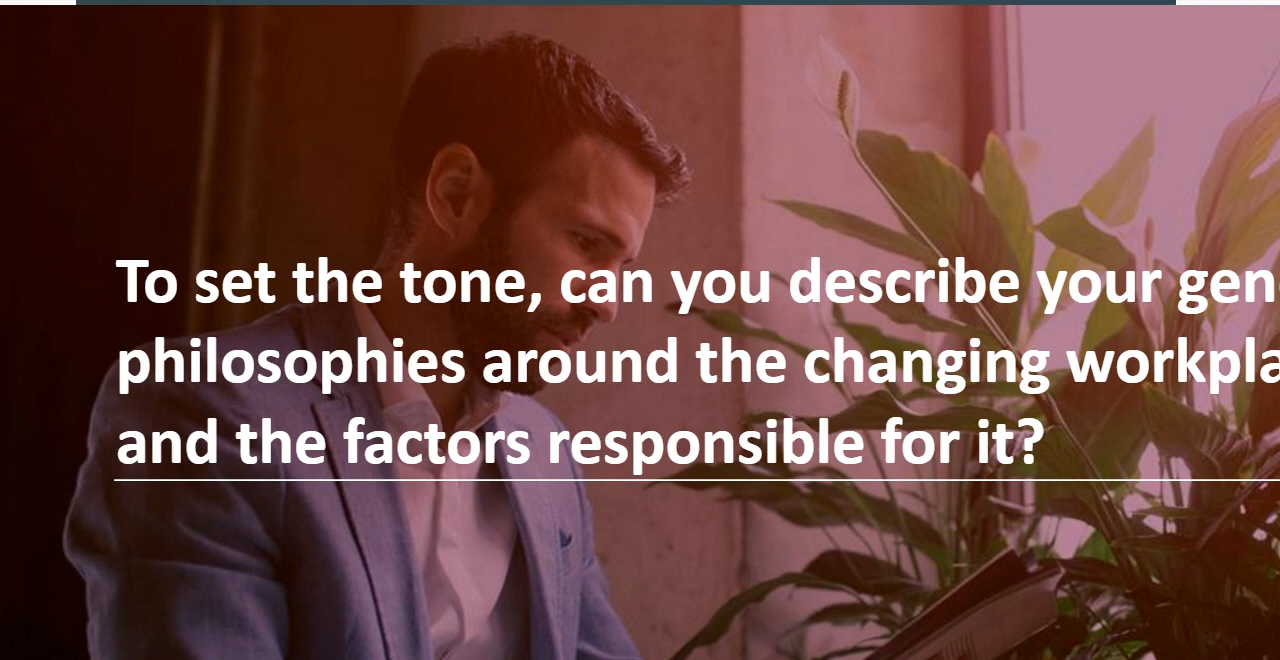 To set the tone, can you describe your
philosophies around the changing
and the factors responsible for it?